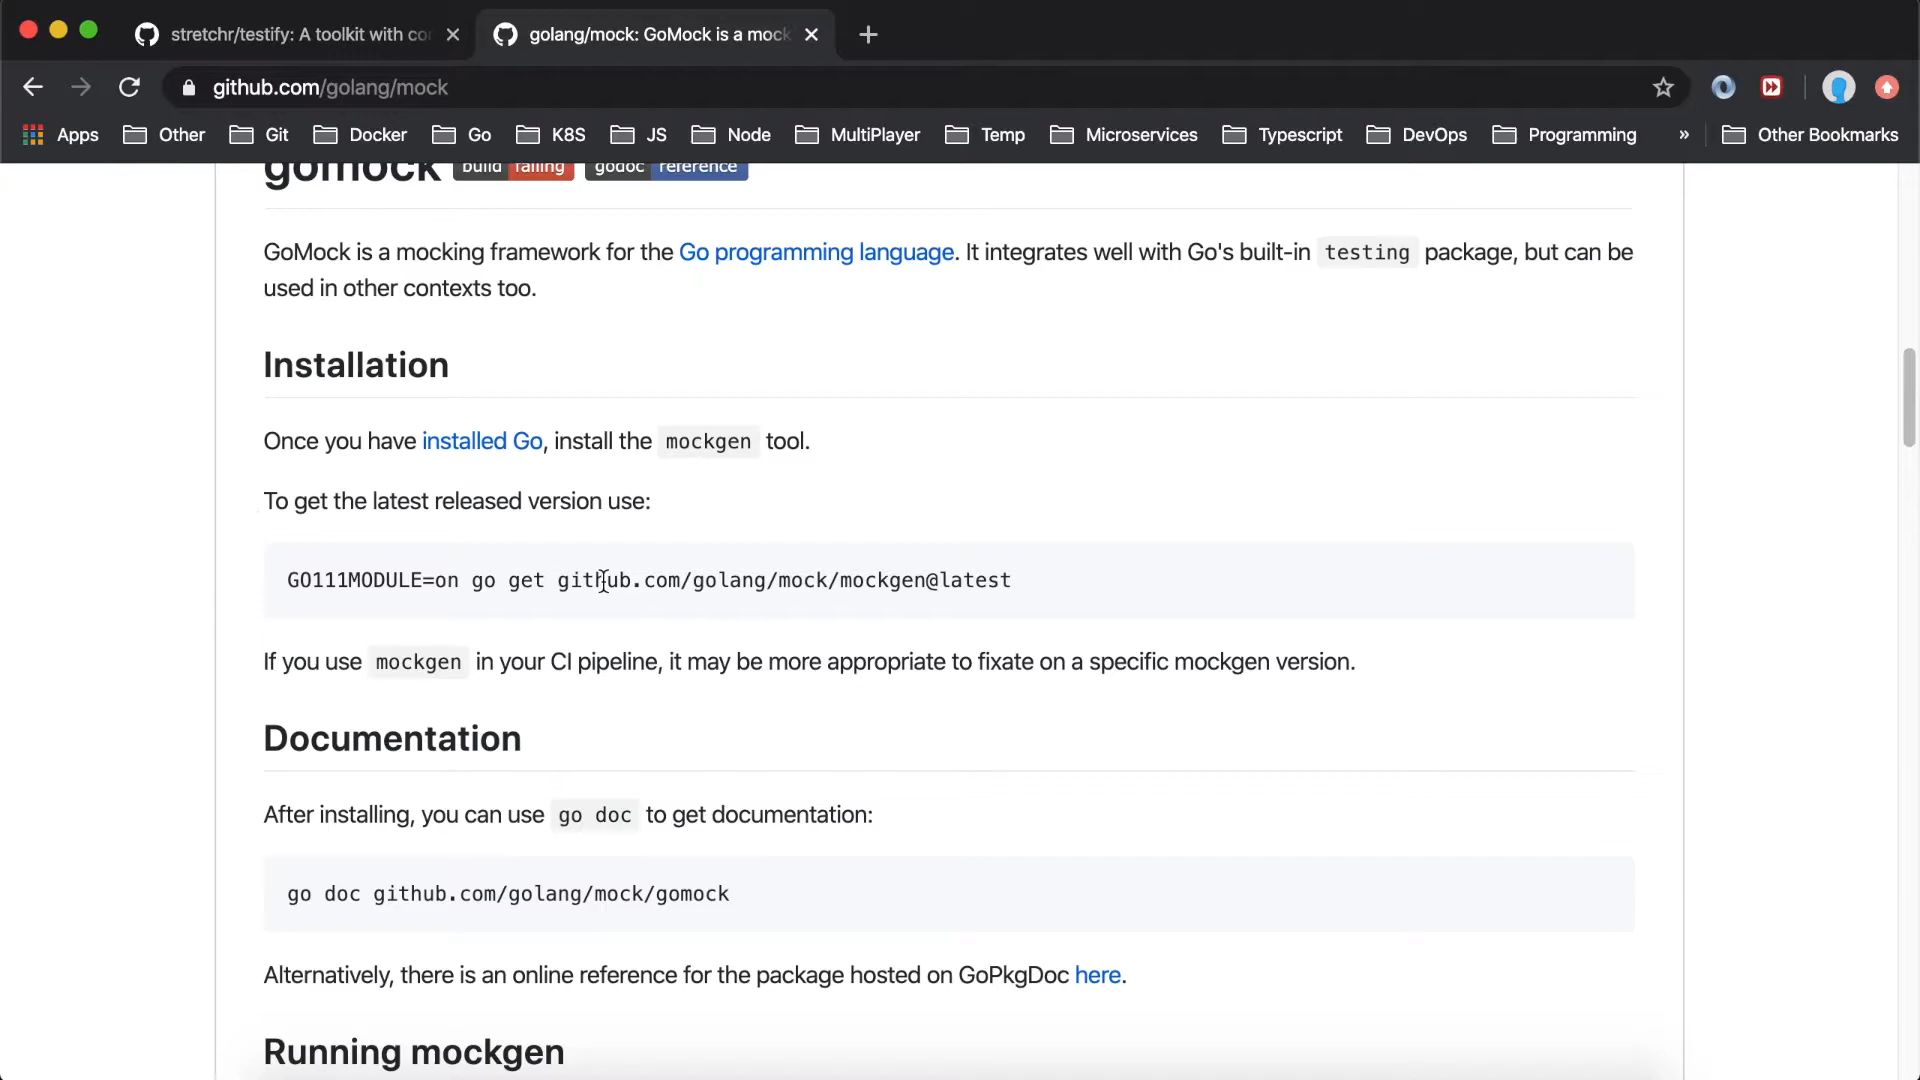 stretchr/testify: A toolkit with co
golang/mock: GoMock is a mock
github.com/golang/mock
Apps Other Git Docker Go K8S JS Node MultiPlayer Temp Microservices Typescript DevOps Programming » Other Bookmarks
gomock build failing godoc reference
GoMock is a mocking framework for the Go programming language. It integrates well with Go's built-in testing package, but can be
used in other contexts too.
Installation
Once you have installed Go, install the mockgen tool.
To get the latest released version use:
GO111MODULE=on go get github.com/golang/mock/mockgen@latest
If you use mockgen in your CI pipeline, it may be more appropriate to fixate on a specific mockgen version.
Documentation
After installing, you can use go doc to get documentation:
go doc github.com/golang/mock/gomock
Alternatively, there is an online reference for the package hosted on GoPkgDoc here.
Running mockgen